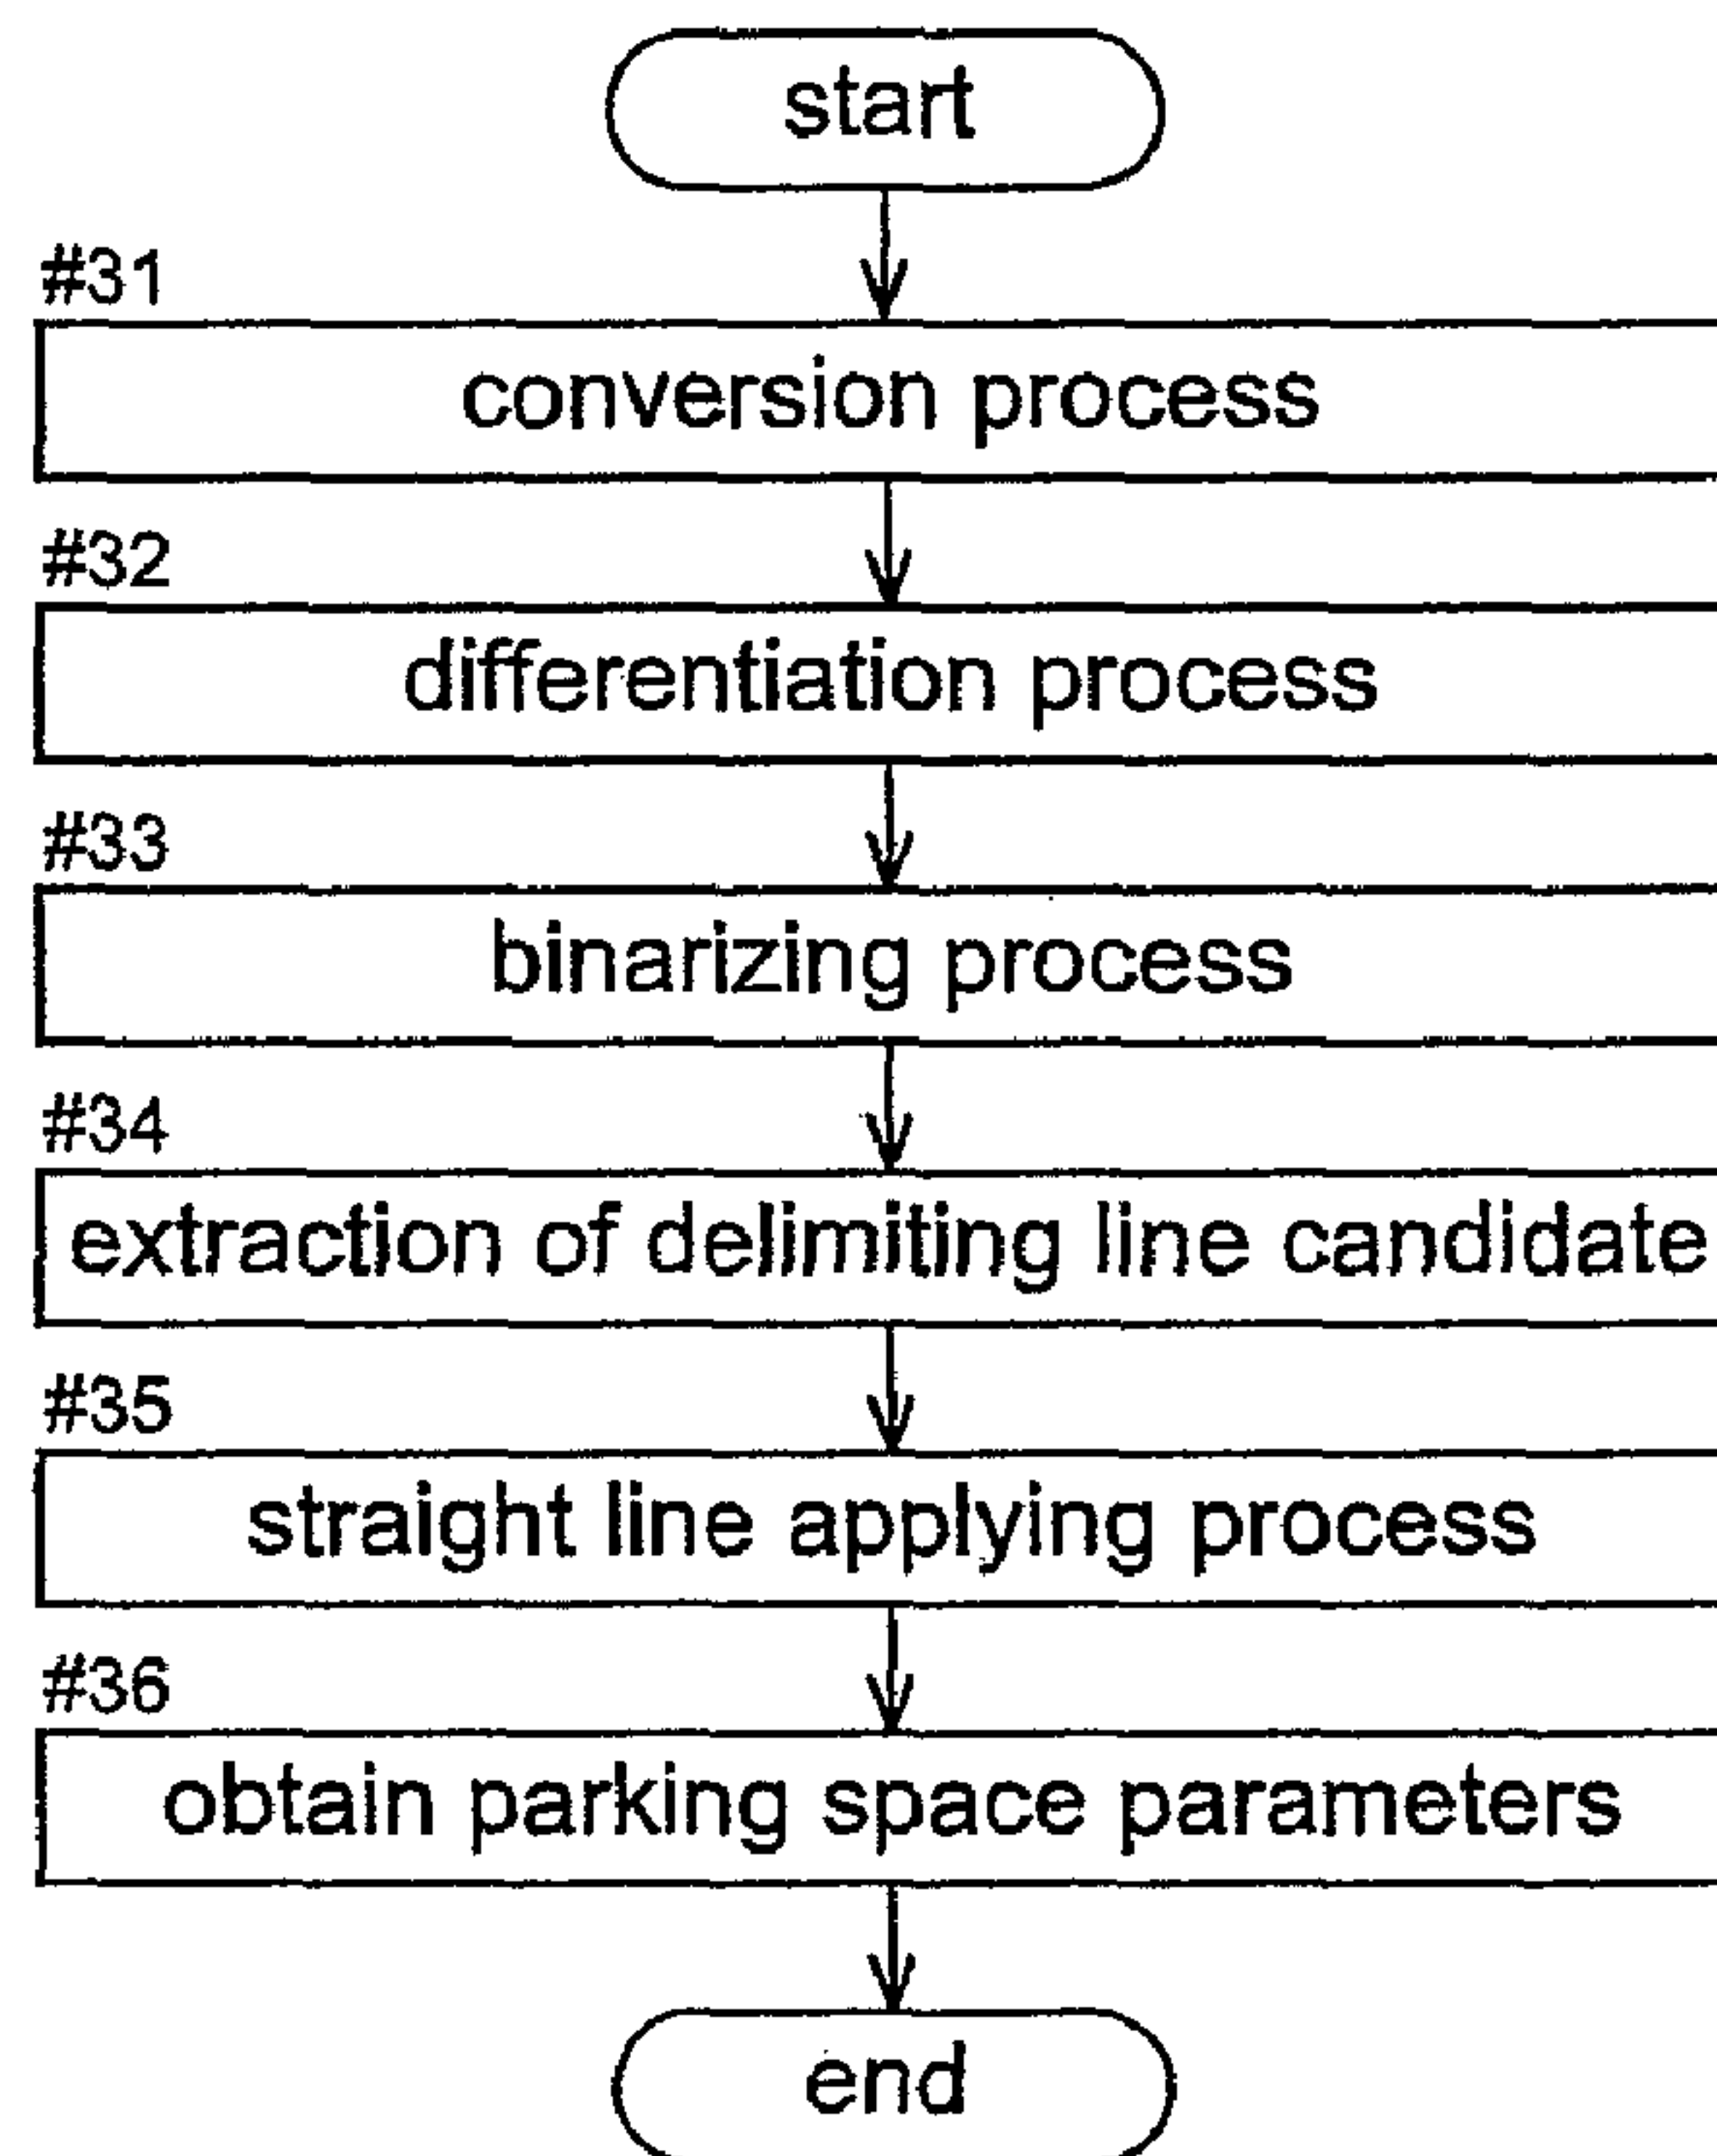 start
#31
conversion process
#32
differentiation process
#33
binarizing process
#34
extraction of delimiting line candidate
#35
straight line applying process
#36
obtain parking space parameters
end